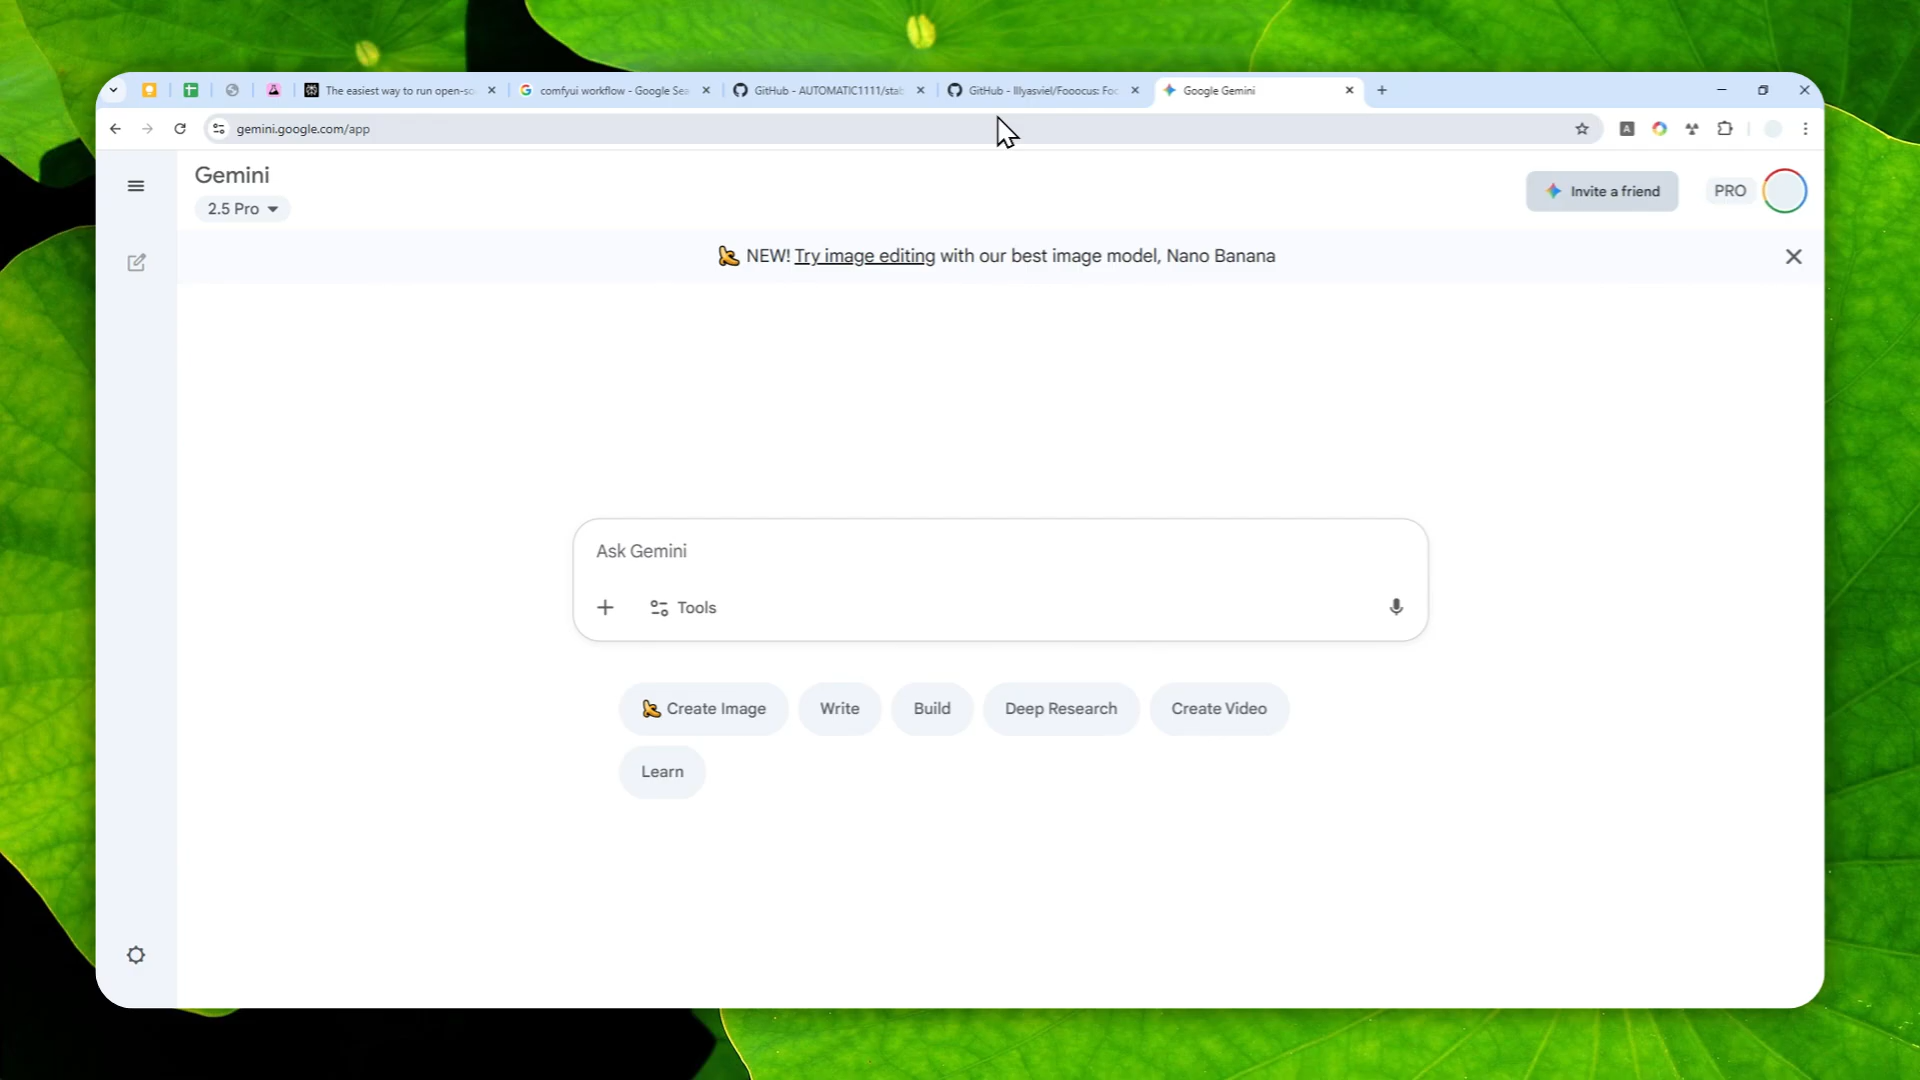 The easiest way to run open-so
comfyui workflow - Google Sea
GitHub - AUTOMATIC1111/stab
GitHub - lllyasviel/Fooocus: Foc
Google Gemini
gemini.google.com/app
Gemini
2.5 Pro
Invite a friend
PRO
NEW! Try image editing with our best image model, Nano Banana
Ask Gemini
Tools
Create Image
Write
Build
Deep Research
Create Video
Learn